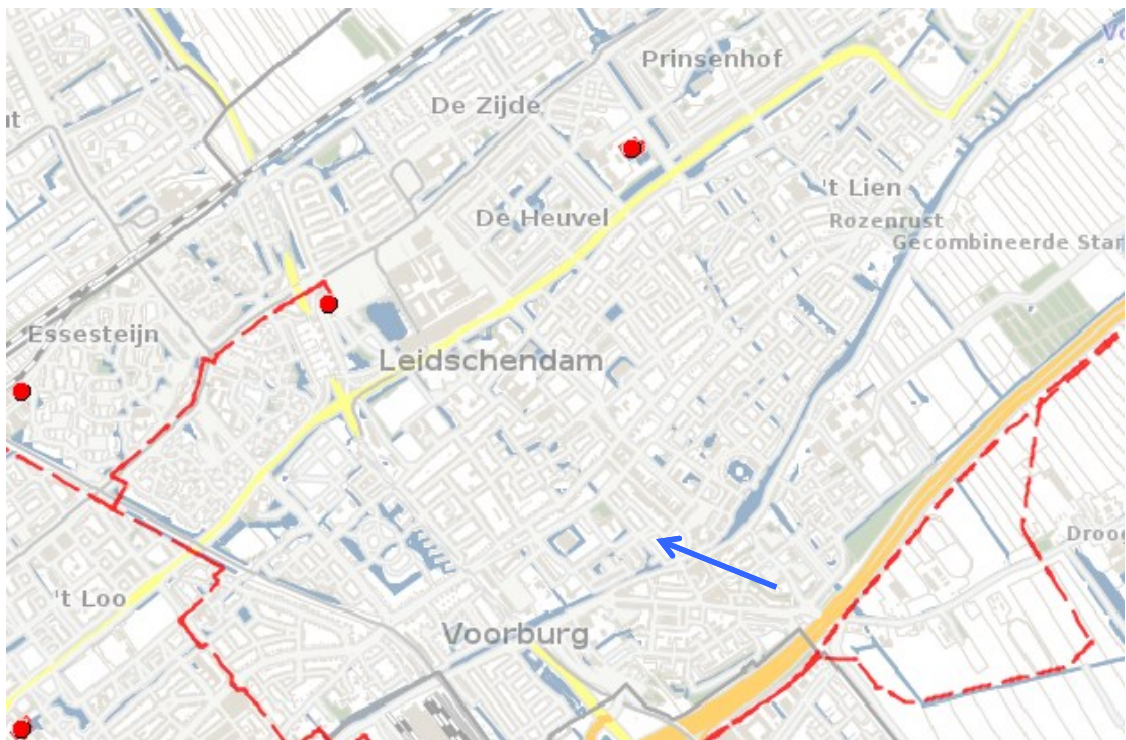 Prinsenhof
De Zijde
't Lien
De Heuvel
Rozenrust
Gecombineerde Star
Essesteijn
Leidschendam
Droog
't Loo
Voorburg